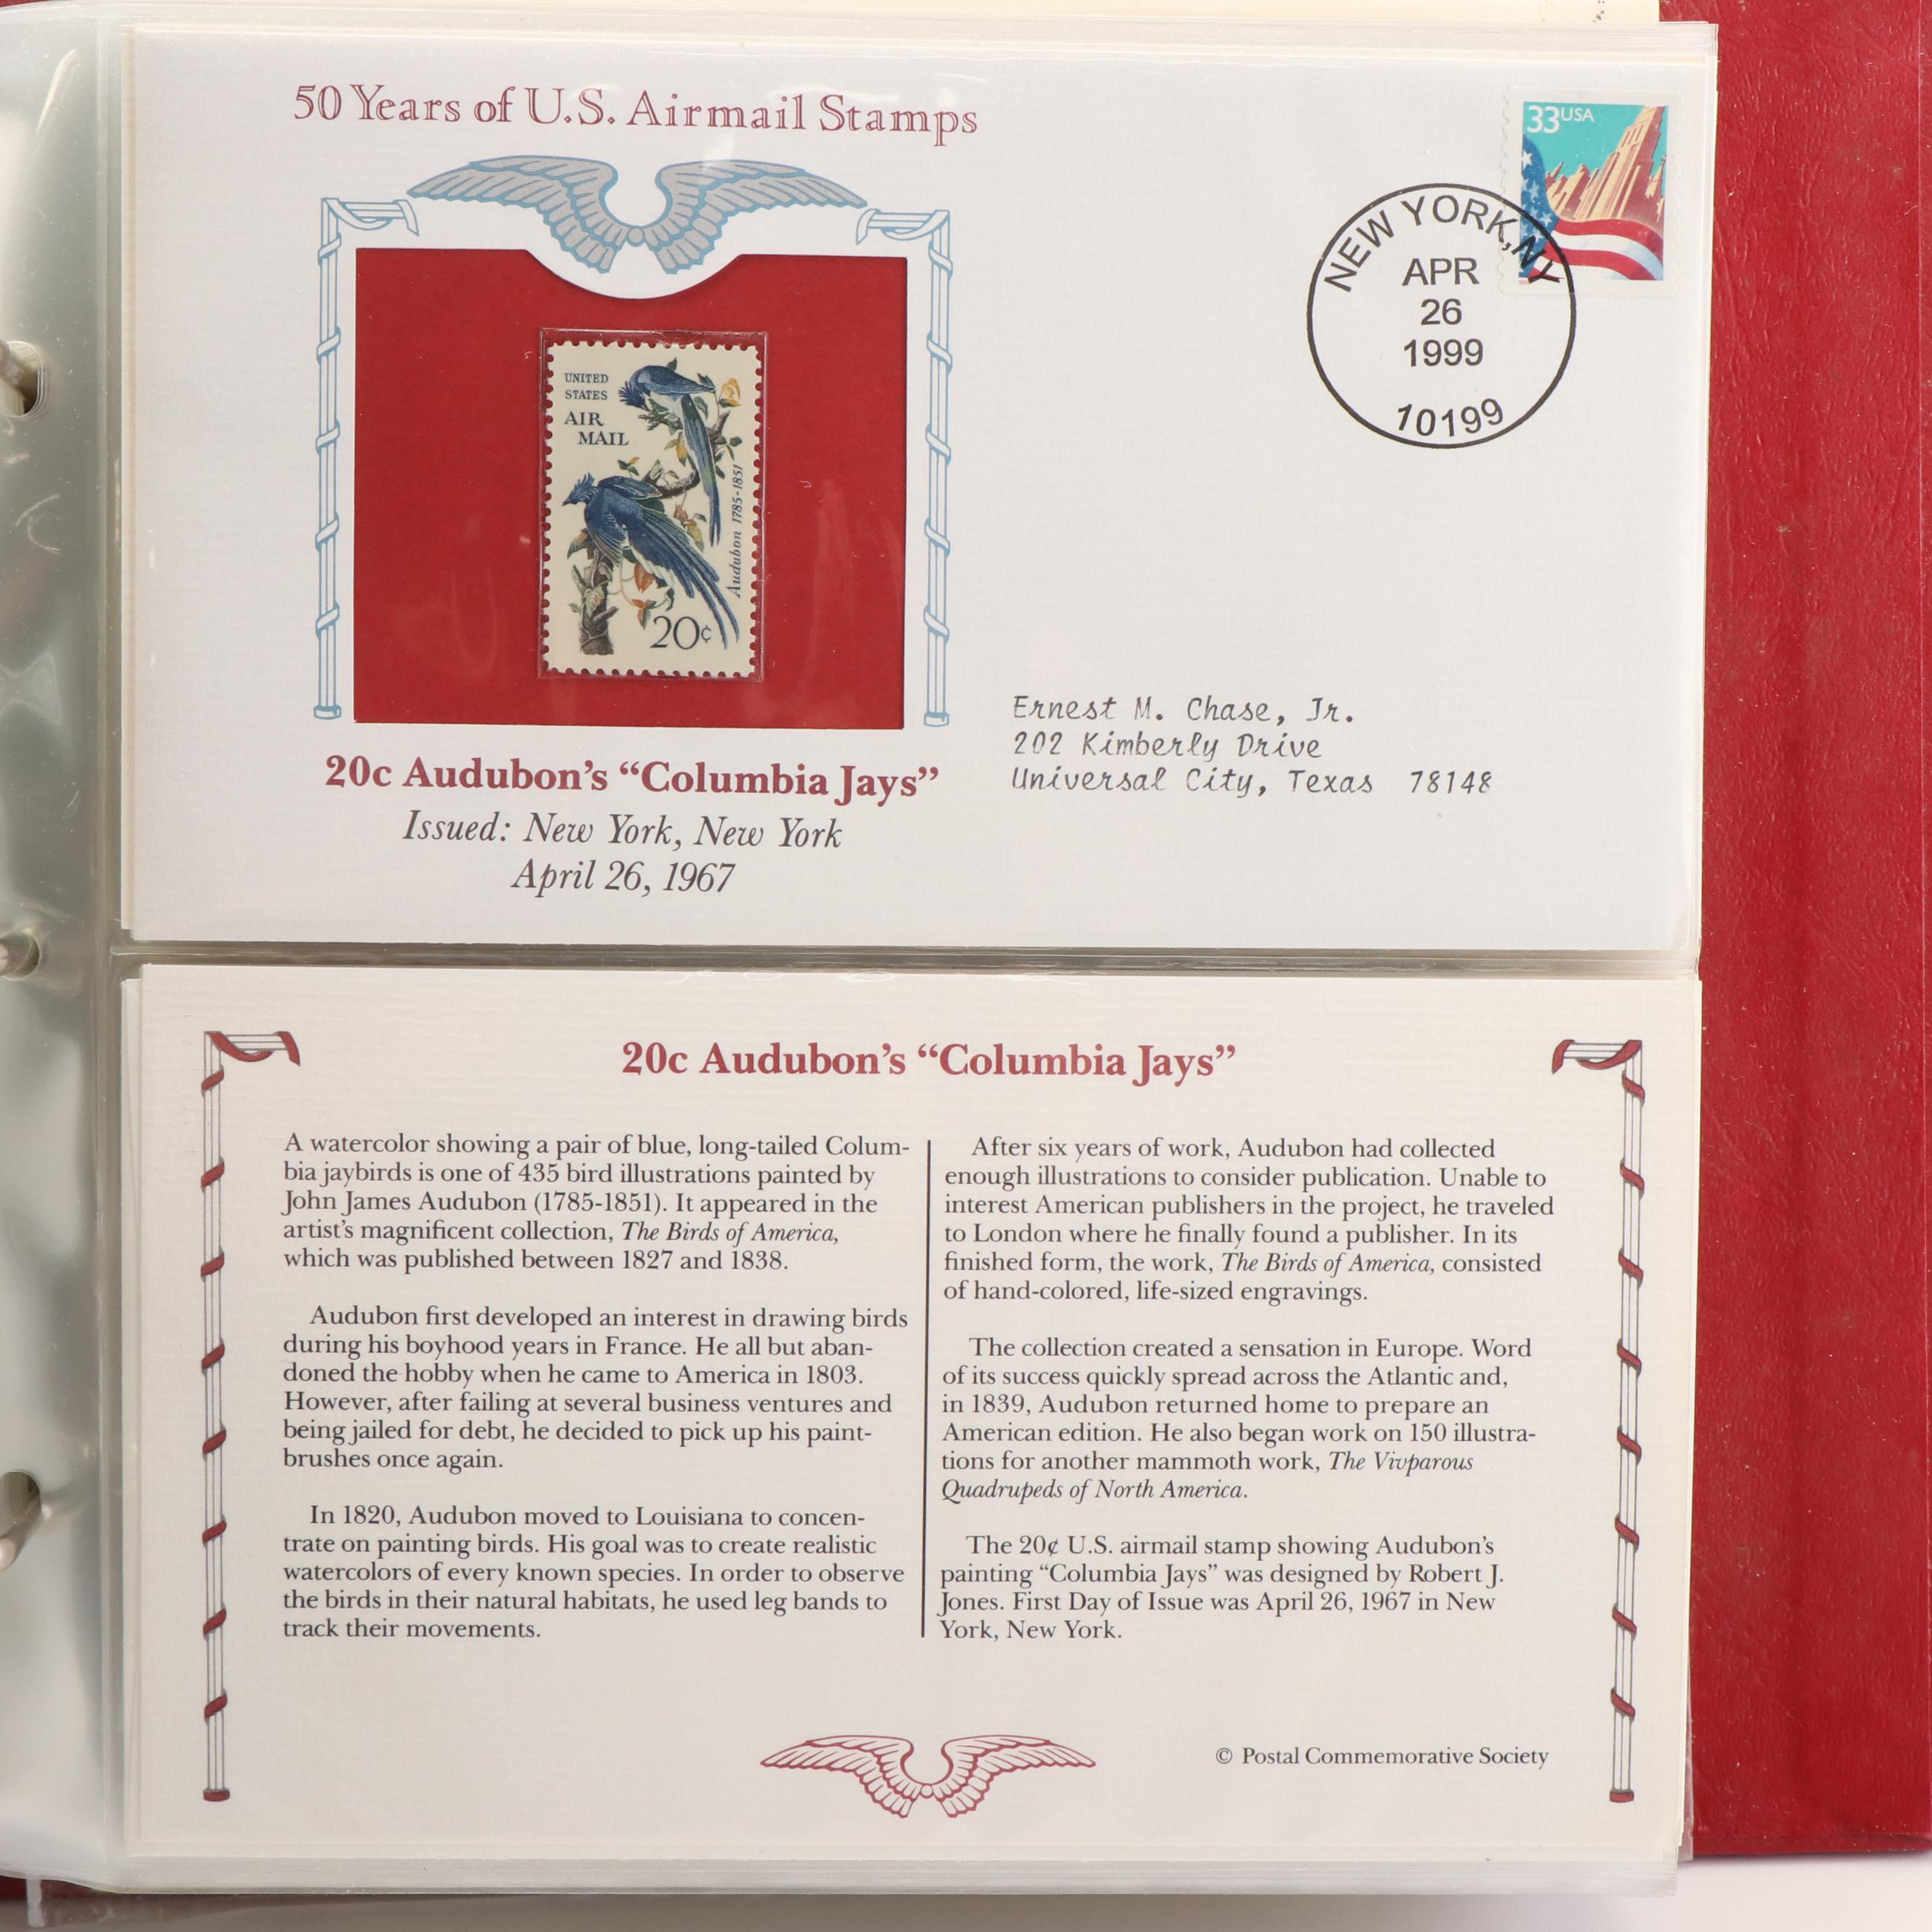 50 Years of U.S. Airmail Stamps
33USA
NEW YORK, NY
APR
26
1999
10199
UNITED
STATES
AIR
MAIL
Audubon 1785-1851
20¢
Ernest M. Chase, Jr.
202 Kimberly Drive
Universal City, Texas 78148
20c Audubon's “Columbia Jays”
Issued: New York, New York
April 26, 1967
20c Audubon's “Columbia Jays”
A watercolor showing a pair of blue, long-tailed Colum-
bia jaybirds is one of 435 bird illustrations painted by
John James Audubon (1785-1851). It appeared in the
artist's magnificent collection, The Birds of America,
which was published between 1827 and 1838.
Audubon first developed an interest in drawing birds
during his boyhood years in France. He all but aban-
doned the hobby when he came to America in 1803.
However, after failing at several business ventures and
being jailed for debt, he decided to pick up his paint-
brushes once again.
In 1820, Audubon moved to Louisiana to concen-
trate on painting birds. His goal was to create realistic
watercolors of every known species. In order to observe
the birds in their natural habitats, he used leg bands to
track their movements.
After six years of work, Audubon had collected
enough illustrations to consider publication. Unable to
interest American publishers in the project, he traveled
to London where he finally found a publisher. In its
finished form, the work, The Birds of America, consisted
of hand-colored, life-sized engravings.
The collection created a sensation in Europe. Word
of its success quickly spread across the Atlantic and,
in 1839, Audubon returned home to prepare an
American edition. He also began work on 150 illustra-
tions for another mammoth work, The Vivparous
Quadrupeds of North America.
The 20¢ U.S. airmail stamp showing Audubon's
painting “Columbia Jays” was designed by Robert J.
Jones. First Day of Issue was April 26, 1967 in New
York, New York.
© Postal Commemorative Society